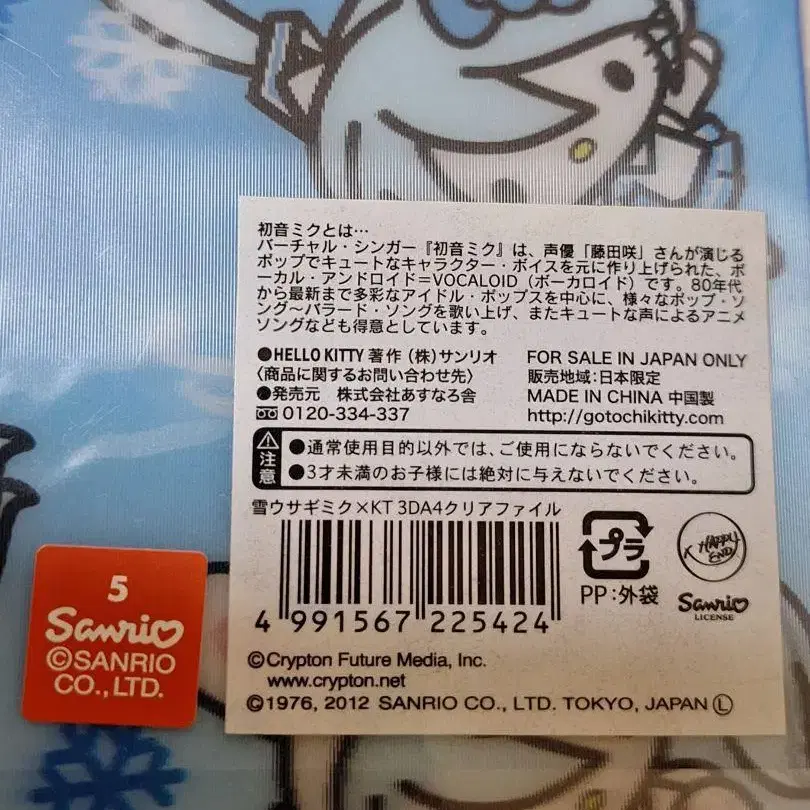 初音ミクとは…
バーチャル・シンガー『初音ミク』は、声優「藤田咲」さんが演じる
ポップでキュートなキャラクター・ボイスを元に作り上げられた、ボ
ーカル・アンドロイド＝VOCALOID（ボーカロイド）です。80年代
から最新まで多彩なアイドル・ポップスを中心に、様々なポップ・ソ
ング〜バラード・ソングを歌い上げ、またキュートな声によるアニメ
ソングなども得意としています。
●HELLO KITTY 著作（株）サンリオ
〈商品に関するお問い合わせ先〉
●発売元 株式会社あすなろ舎
0120-334-337
FOR SALE IN JAPAN ONLY
販売地域:日本限定
MADE IN CHINA 中国製
http://gotochikitty.com
注意
●通常使用目的以外では、ご使用にならないでください。
●3才未満のお子様には絶対に与えないでください。
雪ウサギミク×KT 3DA4クリアファイル
4 991567 225424
プラ
PP:外袋
HAPPY
END
Sanrio
LICENSE
©Crypton Future Media, Inc.
www.crypton.net
©1976, 2012 SANRIO CO., LTD. TOKYO, JAPAN Ⓛ
5
Sanrio
©SANRIO
CO., LTD.